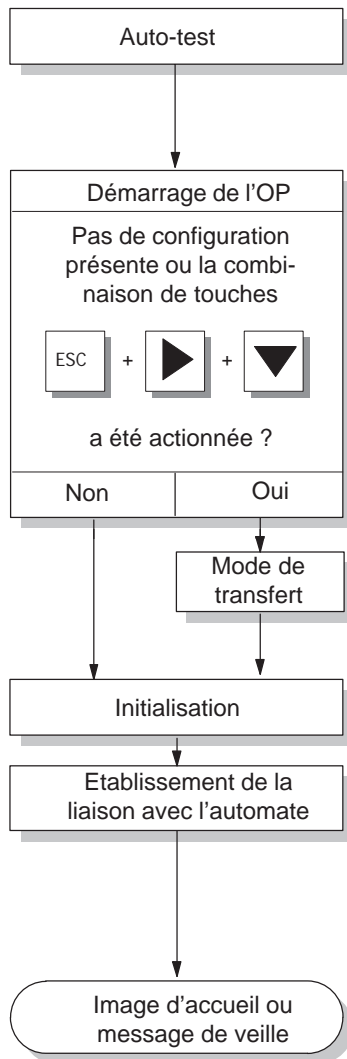 Auto-test
Démarrage de l'OP
Pas de configuration
présente ou la combi-
naison de touches
ESC + +
a été actionnée ?
Non Oui
Mode de
transfert
Initialisation
Etablissement de la
liaison avec l'automate
Image d'accueil ou
message de veille